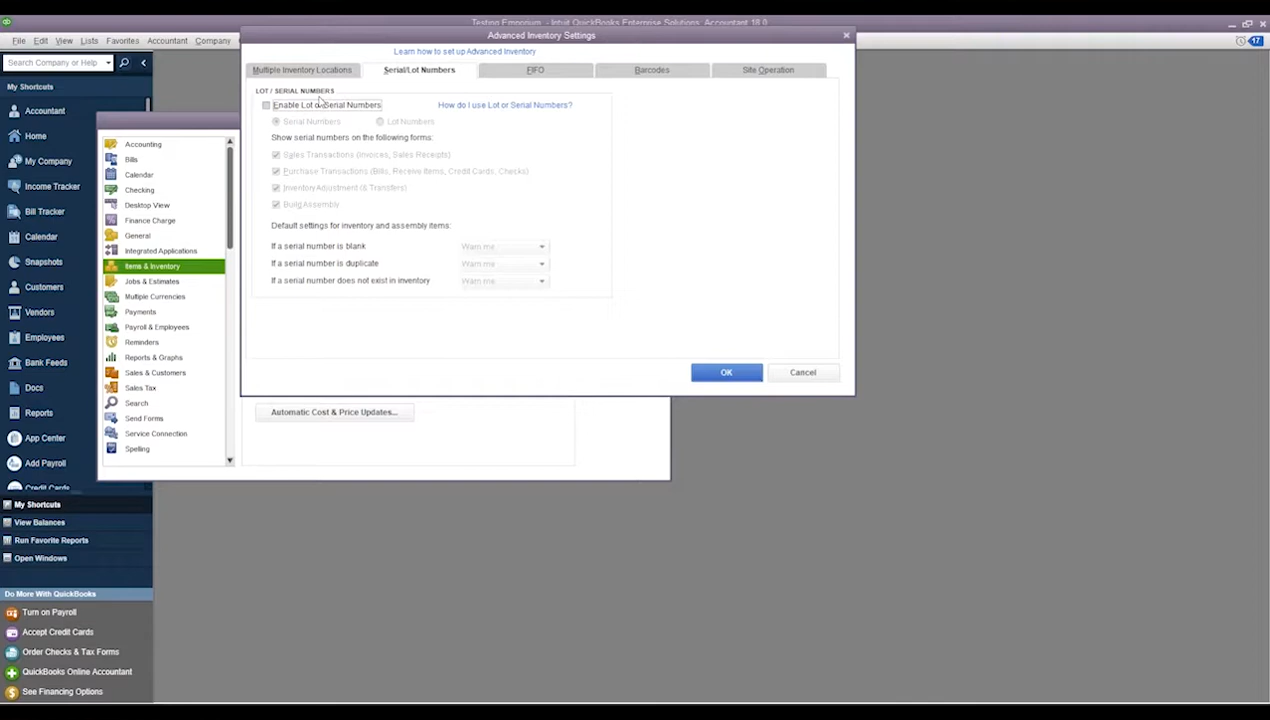 Testing Emporium - Intuit QuickBooks Enterprise Solutions, Accountant 18.0
File Edit View Lists Favorites Accountant Company
17
Search Company or Help
My Shortcuts
Accountant
Home
My Company
Income Tracker
Bill Tracker
Calendar
Snapshots
Customers
Vendors
Employees
Bank Feeds
Docs
Reports
App Center
Add Payroll
Credit Cards
My Shortcuts
View Balances
Run Favorite Reports
Open Windows
Do More With QuickBooks
Turn on Payroll
Accept Credit Cards
Order Checks & Tax Forms
QuickBooks Online Accountant
See Financing Options
Accounting
Bills
Calendar
Checking
Desktop View
Finance Charge
General
Integrated Applications
Items & Inventory
Jobs & Estimates
Multiple Currencies
Payments
Payroll & Employees
Reminders
Reports & Graphs
Sales & Customers
Sales Tax
Search
Send Forms
Service Connection
Spelling
Advanced Inventory Settings
Learn how to set up Advanced Inventory
Multiple Inventory Locations Serial/Lot Numbers FIFO Barcodes Site Operation
LOT / SERIAL NUMBERS
Enable Lot or Serial Numbers How do I use Lot or Serial Numbers?
Serial Numbers Lot Numbers
Show serial numbers on the following forms:
Sales Transactions (Invoices, Sales Receipts)
Purchase Transactions (Bills, Receive Items, Credit Cards, Checks)
Inventory Adjustment (& Transfers)
Build Assembly
Default settings for inventory and assembly items:
If a serial number is blank Warn me
If a serial number is duplicate Warn me
If a serial number does not exist in inventory Warn me
OK Cancel
Automatic Cost & Price Updates...